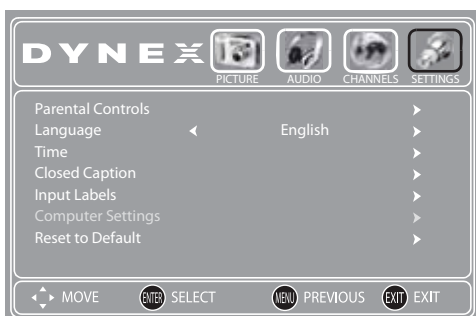 DYNEX
PICTURE AUDIO CHANNELS SETTINGS
Parental Controls
Language English
Time
Closed Caption
Input Labels
Computer Settings
Reset to Default
MOVE ENTER SELECT MENU PREVIOUS EXIT EXIT